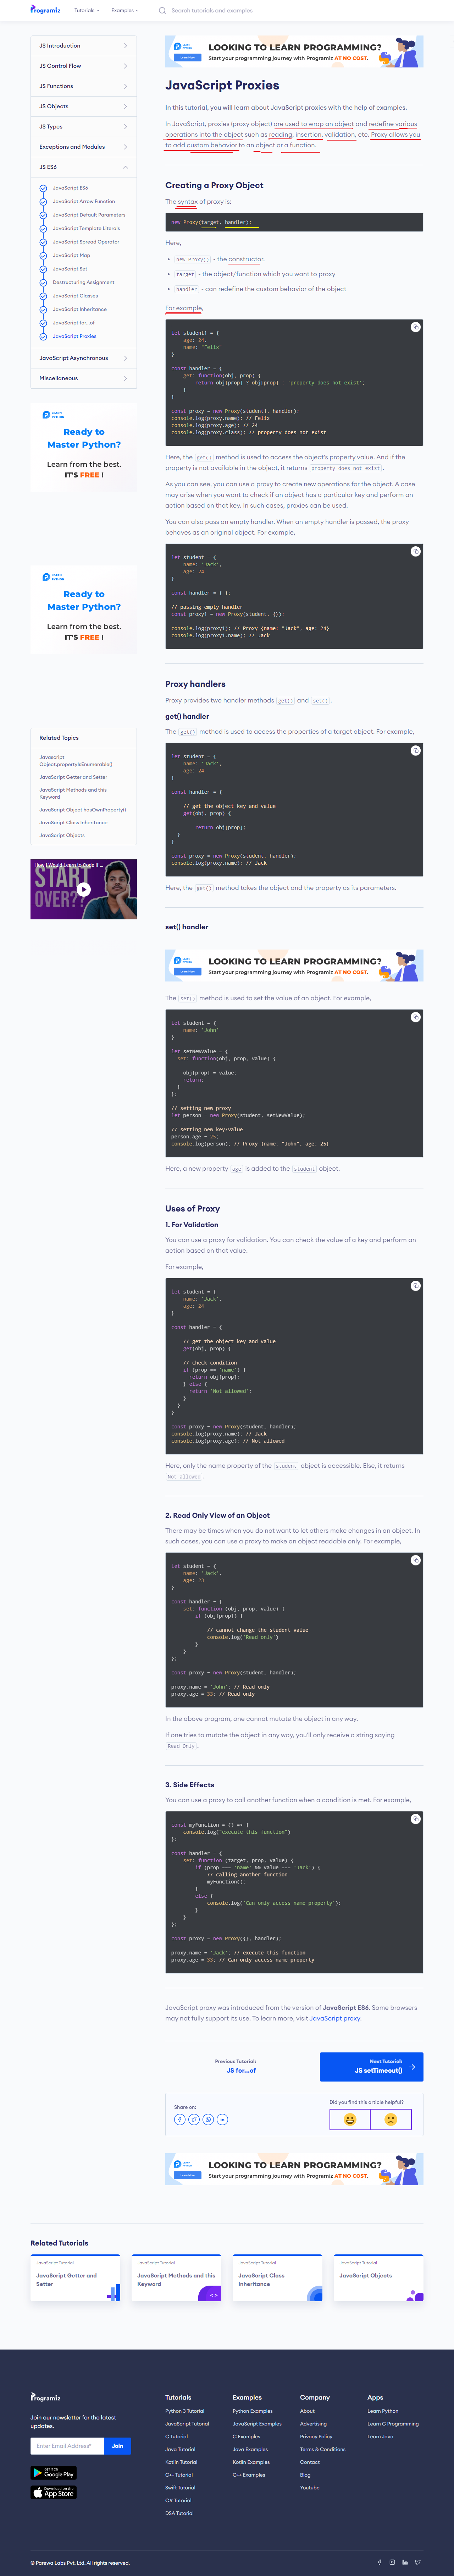 Programiz
Tutorials
Examples
Search tutorials and examples
JS Introduction
JS Control Flow
JS Functions
JS Objects
JS Types
Exceptions and Modules
JS ES6
JavaScript ES6
JavaScript Arrow Function
JavaScript Default Parameters
JavaScript Template Literals
JavaScript Spread Operator
JavaScript Map
JavaScript Set
Destructuring Assignment
JavaScript Classes
JavaScript Inheritance
JavaScript for...of
JavaScript Proxies
JavaScript Asynchronous
Miscellaneous
LEARN
PYTHON
Ready to
Master Python?
Learn from the best.
IT'S FREE !
LEARN
PYTHON
Ready to
Master Python?
Learn from the best.
IT'S FREE !
Related Topics
Javascript
Object.propertyIsEnumerable()
JavaScript Getter and Setter
JavaScript Methods and this
Keyword
JavaScript Object hasOwnProperty()
JavaScript Class Inheritance
JavaScript Objects
How I Would Learn to Code If ...
START
OVER??
LOOKING TO LEARN PROGRAMMING?
Start your programming journey with Programiz AT NO COST.
JavaScript Proxies
In this tutorial, you will learn about JavaScript proxies with the help of examples.
In JavaScript, proxies (proxy object) are used to wrap an object and redefine various
operations into the object such as reading, insertion, validation, etc. Proxy allows you
to add custom behavior to an object or a function.
Creating a Proxy Object
The syntax of proxy is:
new Proxy(target, handler);
Here,
new Proxy() - the constructor.
target - the object/function which you want to proxy
handler - can redefine the custom behavior of the object
For example,
let student1 = {
age: 24,
name: "Felix"
}
const handler = {
get: function(obj, prop) {
return obj[prop] ? obj[prop] : 'property does not exist';
}
}
const proxy = new Proxy(student1, handler);
console.log(proxy.name); // Felix
console.log(proxy.age); // 24
console.log(proxy.class); // property does not exist
Here, the get() method is used to access the object's property value. And if the
property is not available in the object, it returns property does not exist.
As you can see, you can use a proxy to create new operations for the object. A case
may arise when you want to check if an object has a particular key and perform an
action based on that key. In such cases, proxies can be used.
You can also pass an empty handler. When an empty handler is passed, the proxy
behaves as an original object. For example,
let student = {
name: 'Jack',
age: 24
}
const handler = { };
// passing empty handler
const proxy1 = new Proxy(student, {});
console.log(proxy1); // Proxy {name: "Jack", age: 24}
console.log(proxy1.name); // Jack
Proxy handlers
Proxy provides two handler methods get() and set().
get() handler
The get() method is used to access the properties of a target object. For example,
let student = {
name: 'Jack',
age: 24
}
const handler = {
// get the object key and value
get(obj, prop) {
return obj[prop];
}
}
const proxy = new Proxy(student, handler);
console.log(proxy.name); // Jack
Here, the get() method takes the object and the property as its parameters.
set() handler
LOOKING TO LEARN PROGRAMMING?
Start your programming journey with Programiz AT NO COST.
The set() method is used to set the value of an object. For example,
let student = {
name: 'John'
}
let setNewValue = {
set: function(obj, prop, value) {
obj[prop] = value;
return;
}
};
// setting new proxy
let person = new Proxy(student, setNewValue);
// setting new key/value
person.age = 25;
console.log(person); // Proxy {name: "John", age: 25}
Here, a new property age is added to the student object.
Uses of Proxy
1. For Validation
You can use a proxy for validation. You can check the value of a key and perform an
action based on that value.
For example,
let student = {
name: 'Jack',
age: 24
}
const handler = {
// get the object key and value
get(obj, prop) {
// check condition
if (prop == 'name') {
return obj[prop];
} else {
return 'Not allowed';
}
}
}
const proxy = new Proxy(student, handler);
console.log(proxy.name); // Jack
console.log(proxy.age); // Not allowed
Here, only the name property of the student object is accessible. Else, it returns
Not allowed.
2. Read Only View of an Object
There may be times when you do not want to let others make changes in an object. In
such cases, you can use a proxy to make an object readable only. For example,
let student = {
name: 'Jack',
age: 23
}
const handler = {
set: function (obj, prop, value) {
if (obj[prop]) {
// cannot change the student value
console.log('Read only')
}
}
};
const proxy = new Proxy(student, handler);
proxy.name = 'John'; // Read only
proxy.age = 33; // Read only
In the above program, one cannot mutate the object in any way.
If one tries to mutate the object in any way, you'll only receive a string saying
Read Only.
3. Side Effects
You can use a proxy to call another function when a condition is met. For example,
const myFunction = () => {
console.log("execute this function")
};
const handler = {
set: function (target, prop, value) {
if (prop === 'name' && value === 'Jack') {
// calling another function
myFunction();
}
else {
console.log('Can only access name property');
}
}
};
const proxy = new Proxy({}, handler);
proxy.name = 'Jack'; // execute this function
proxy.age = 33; // Can only access name property
JavaScript proxy was introduced from the version of JavaScript ES6. Some browsers
may not fully support its use. To learn more, visit JavaScript proxy.
Previous Tutorial:
JS for...of
Next Tutorial:
JS setTimeout()
Share on:
Did you find this article helpful?
LOOKING TO LEARN PROGRAMMING?
Start your programming journey with Programiz AT NO COST.
Related Tutorials
JavaScript Tutorial
JavaScript Getter and
Setter
JavaScript Tutorial
JavaScript Methods and this
Keyword
JavaScript Tutorial
JavaScript Class
Inheritance
JavaScript Tutorial
JavaScript Objects
Programiz
Join our newsletter for the latest
updates.
Enter Email Address*
Join
GET IT ON
Google Play
Download on the
App Store
Tutorials
Python 3 Tutorial
JavaScript Tutorial
C Tutorial
Java Tutorial
Kotlin Tutorial
C++ Tutorial
Swift Tutorial
C# Tutorial
DSA Tutorial
Examples
Python Examples
JavaScript Examples
C Examples
Java Examples
Kotlin Examples
C++ Examples
Company
About
Advertising
Privacy Policy
Terms & Conditions
Contact
Blog
Youtube
Apps
Learn Python
Learn C Programming
Learn Java
© Parewa Labs Pvt. Ltd. All rights reserved.